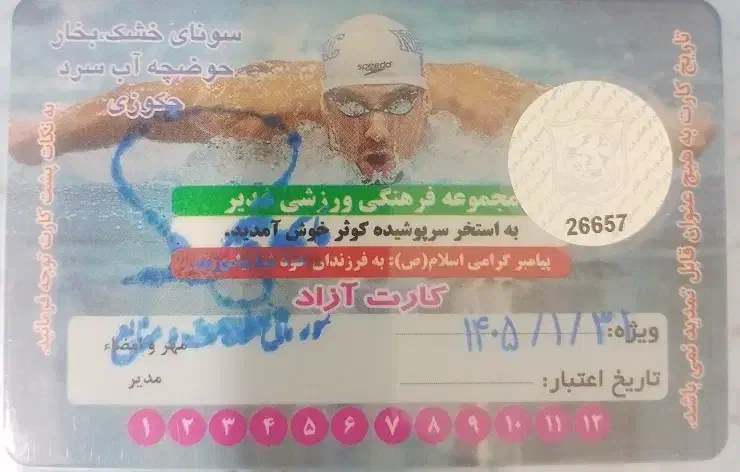 سونای خشک.بخار
حوضچه آب سرد
جکوزی
speedo
26657
مجموعه فرهنگی ورزشی غدیر
به استخر سرپوشیده کوثر خوش آمدید.
پیامبر گرامی اسلام(ص): به فرزندان خود شنا بیاموزید.
کارت آزاد
ویژه: ۱۴۰۵/۱/۳۱
مهر و امضاء
مدیر
تاریخ اعتبار:
۱ ۲ ۳ ۴ ۵ ۶ ۷ ۸ ۹ ۱۰ ۱۱ ۱۲
تاریخ کارت به هیچ عنوان قابل تمدید نمی باشد.
به نکات پشت کارت توجه فرمایید.